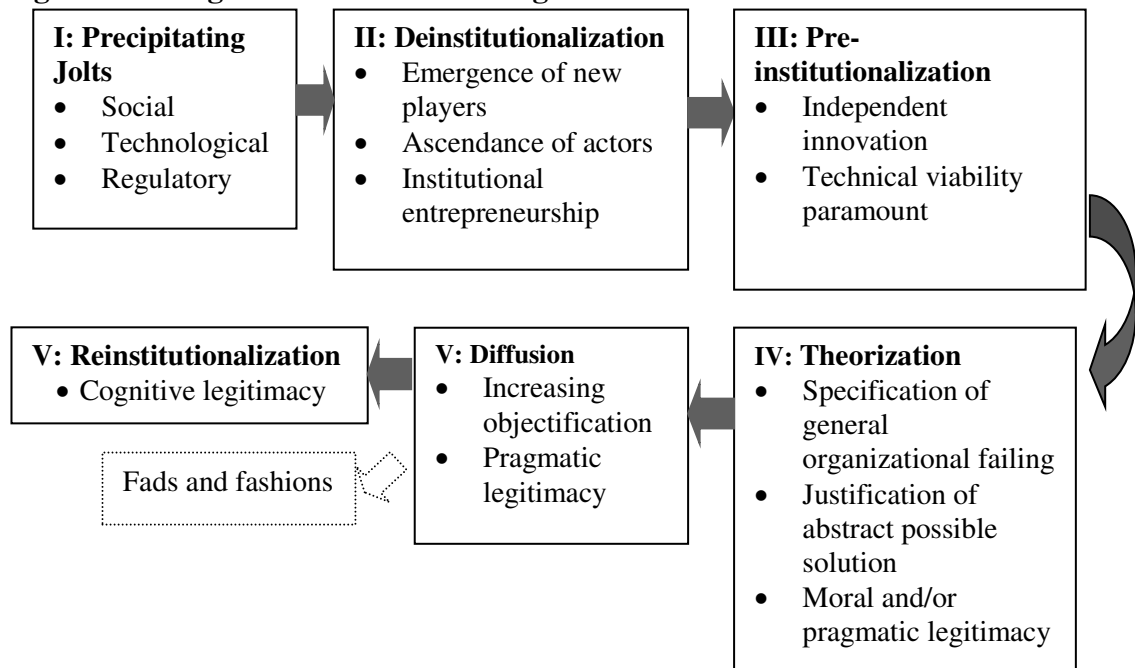 I: Precipitating
Jolts
• Social
• Technological
• Regulatory
II: Deinstitutionalization
• Emergence of new
players
• Ascendance of actors
• Institutional
entrepreneurship
III: Pre-
institutionalization
• Independent
innovation
• Technical viability
paramount
IV: Theorization
• Specification of
general
organizational failing
• Justification of
abstract possible
solution
• Moral and/or
pragmatic legitimacy
V: Diffusion
• Increasing
objectification
• Pragmatic
legitimacy
Fads and fashions
V: Reinstitutionalization
• Cognitive legitimacy